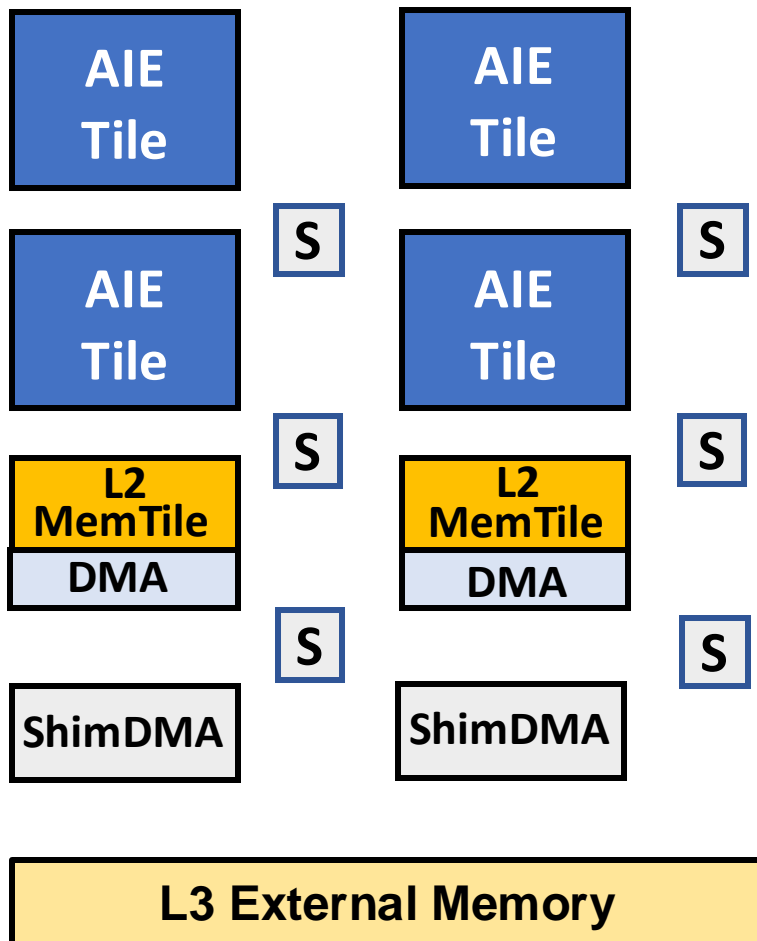 AIE
Tile
AIE
Tile
S
S
AIE
Tile
AIE
Tile
S
S
L2
MemTile
DMA
L2
MemTile
DMA
S
S
ShimDMA
ShimDMA
L3 External Memory